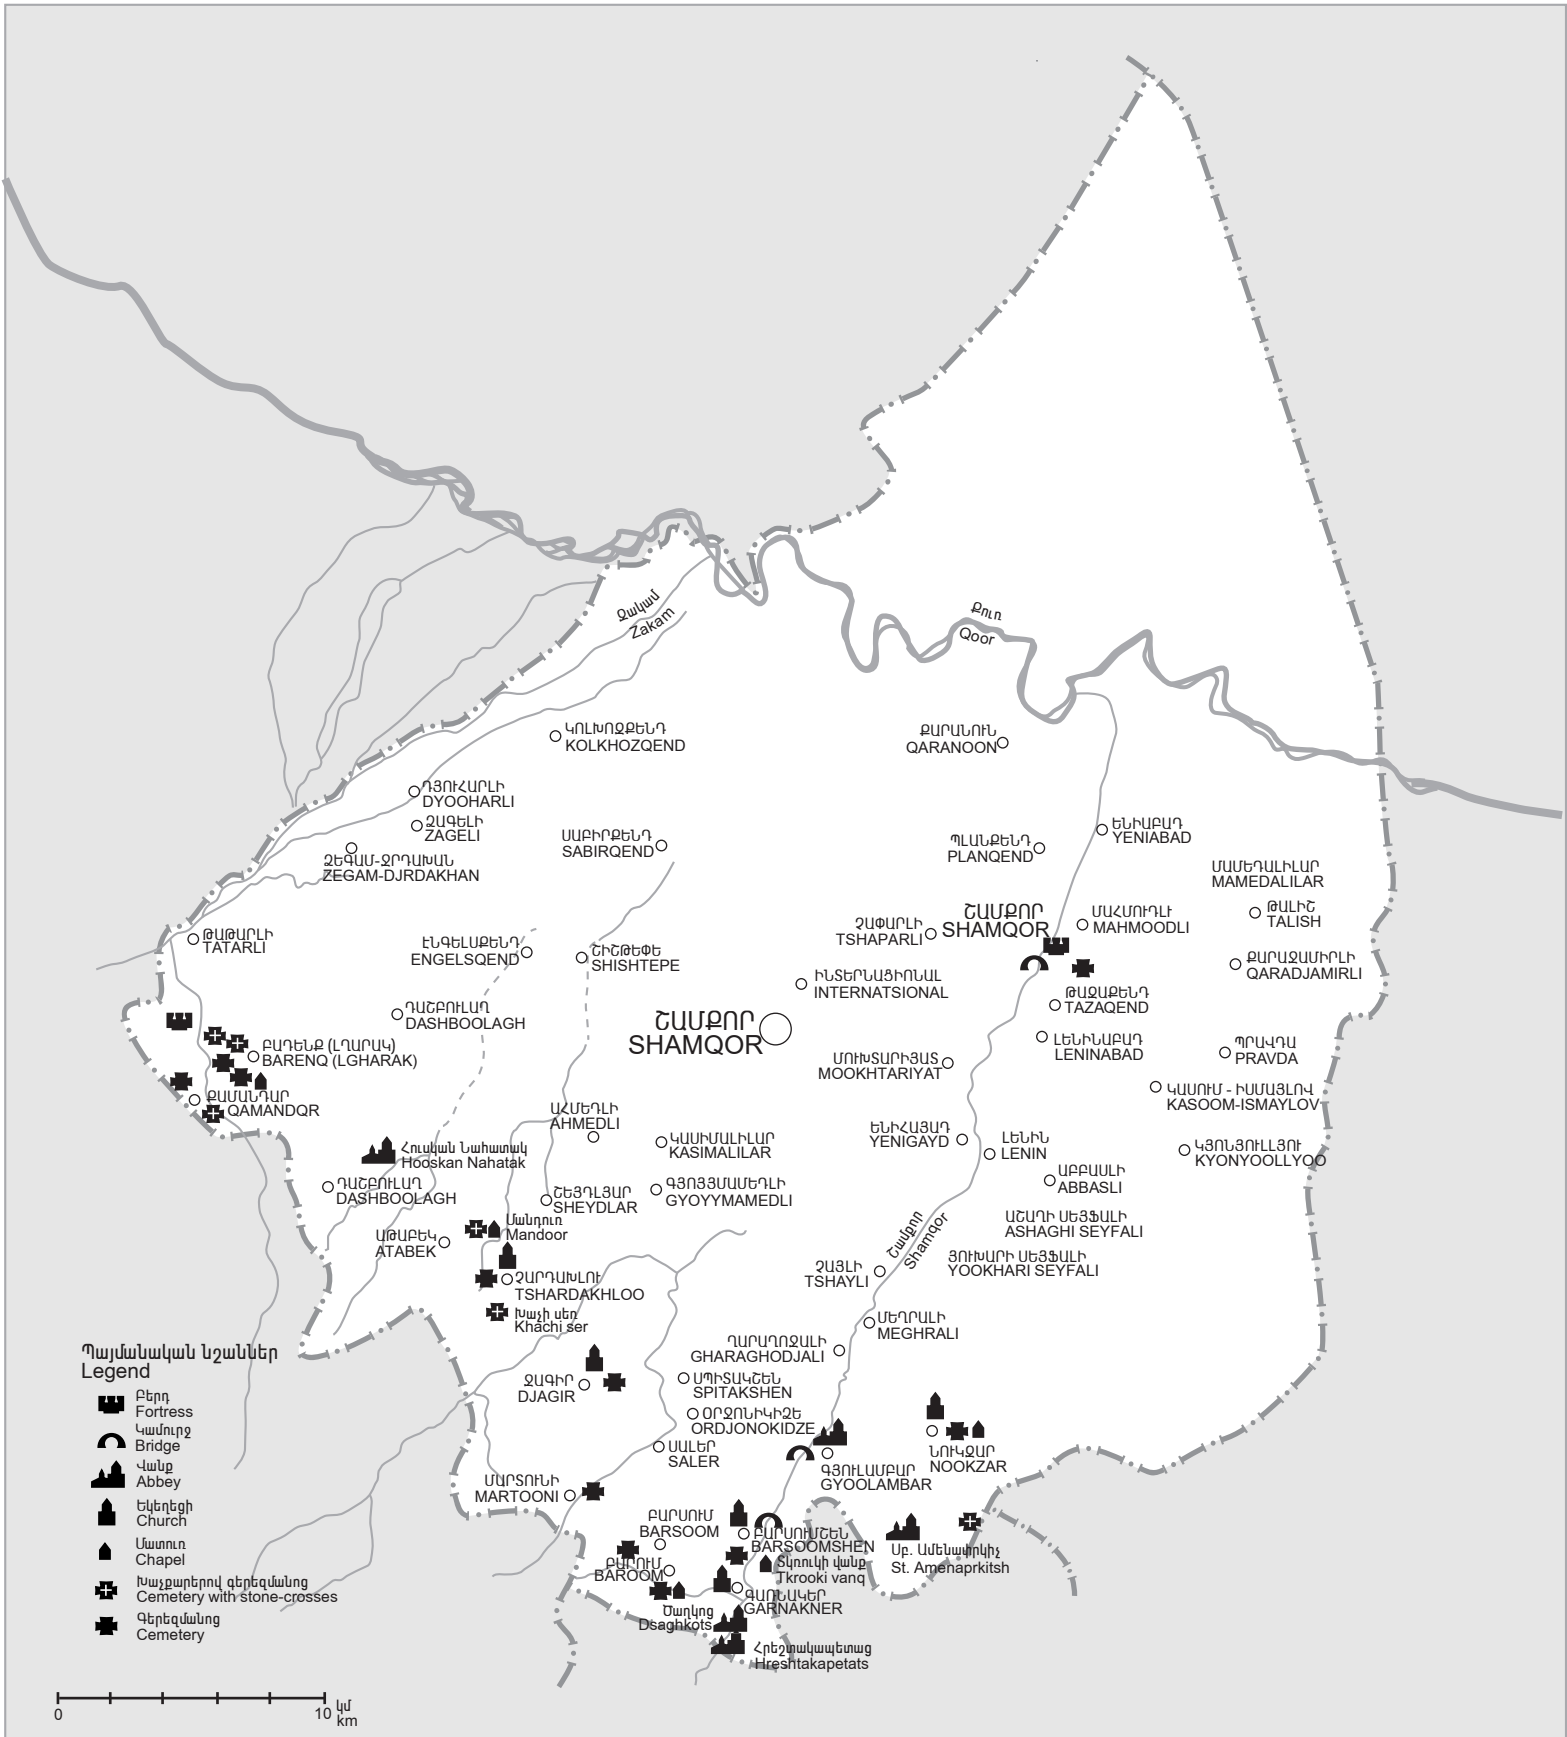 Ջակամ
Zakam
Քուռ
Qoor
ԿՈԼԽՈԶՔԵՆԴ
KOLKHOZQEND
ՔԱՐԱՆՈՒՆ
QARANOON
ԴՅՈՒՀԱՐԼԻ
DYOOHARLI
ՁԱԳԵԼԻ
ZAGELI
ՁԵԳԱՄ-ՋՐԴԱԽԱՆ
ZEGAM-DJRDAKHAN
ՍԱԲԻՐՔԵՆԴ
SABIRQEND
ՊԼԱՆՔԵՆԴ
PLANQEND
ԵՆԻԱԲԱԴ
YENIABAD
ՄԱՄԵԴԱԼԻԼԱՐ
MAMEDALILAR
ԹԱԼԻՇ
TALISH
ՉԱՓԱՐԼԻ
TSHAPARLI
ՇԱՄՔՈՐ
SHAMQOR
ՄԱՀՄՈՒԴԼԻ
MAHMOODLI
ԹԱԹԱՐԼԻ
TATARLI
ԷՆԳԵԼՍՔԵՆԴ
ENGELSQEND
ՇԻՇԹԵՓԵ
SHISHTEPE
ՔԱՐԱՋԱՄԻՐԼԻ
QARADJAMIRLI
ԻՆՏԵՐՆԱՑԻՈՆԱԼ
INTERNATSIONAL
ԹԱԶԱՔԵՆԴ
TAZAQEND
ԴԱՇԲՈՒԼԱՂ
DASHBOOLAGH
ՇԱՄՔՈՐ
SHAMQOR
ԼԵՆԻՆԱԲԱԴ
LENINABAD
ՊՐԱՎԴԱ
PRAVDA
ԲԱԴԵՆՔ (ԼՂԱՐԱԿ)
BARENQ (LGHARAK)
ՄՈՒԽՏԱՐԻՅԱՏ
MOOKHTARIYAT
ՔԱՄԱՆԴԱՐ
QAMANDQR
ԿԱՍՈՒՄ - ԻՍՄԱՅԼՈՎ
KASOOM-ISMAYLOV
ԱՀՄԵԴԼԻ
AHMEDLI
ԿԱՍԻՄԱԼԻԼԱՐ
KASIMALILAR
ԵՆԻՀԱՅԱԴ
YENIGAYD
ԼԵՆԻՆ
LENIN
ԿՅՈՆՅՈՒԼԼՅՈՒ
KYONYOOLLYOO
Հուսկան Նահատակ
Hooskan Nahatak
ԴԱՇԲՈՒԼԱՂ
DASHBOOLAGH
ՇԵՅԴԼՅԱՐ
SHEYDLAR
ԳՅՈՅՅՄԱՄԵԴԼԻ
GYOYYMAMEDLI
ԱԲԲԱՍԼԻ
ABBASLI
ԱՇԱՂԻ ՍԵՅՖԱԼԻ
ASHAGHI SEYFALI
Մանդուռ
Mandoor
ԱԹԱԲԵԿ
ATABEK
Շամքոր
Shamqor
ՅՈՒԽԱՐԻ ՍԵՅՖԱԼԻ
YOOKHARI SEYFALI
ՉԱՅԼԻ
TSHAYLI
ՉԱՐԴԱԽԼՈՒ
TSHARDAKHLOO
Խաչի սեռ
Khachi ser
ՄԵՂՐԱԼԻ
MEGHRALI
ՂԱՐԱՂՈՋԱԼԻ
GHARAGHODJALI
ՋԱԳԻՐ
DJAGIR
ՍՊԻՏԱԿՇԵՆ
SPITAKSHEN
ՕՐՋՈՆԻԿԻՁԵ
ORDJONOKIDZE
ՍԱԼԵՐ
SALER
ԳՅՈՒԼԱՄԲԱՐ
GYOOLAMBAR
ՆՈՒԿԶԱՐ
NOOKZAR
ՄԱՐՏՈՒՆԻ
MARTOONI
ԲԱՐՍՈՒՄ
BARSOOM
ԲԱՐՍՈՒՄՇԵՆ
BARSOOMSHEN
Սբ. Ամենափրկիչ
St. Amenaprkitsh
ԲԱՐՈՒՄ
BAROOM
Տկռուկի վանք
Tkrooki vanq
ԳԱՌՆԱԿԵՐ
GARNAKNER
Ծաղկոց
Dsaghkots
Հրեշտակապետաց
Hreshtakapetats
Պայմանական նշաններ
Legend
Բերդ
Fortress
Կամուրջ
Bridge
Վանք
Abbey
Եկեղեցի
Church
Մատուռ
Chapel
Խաչքարերով գերեզմանոց
Cemetery with stone-crosses
Գերեզմանոց
Cemetery
0 10 կմ
km